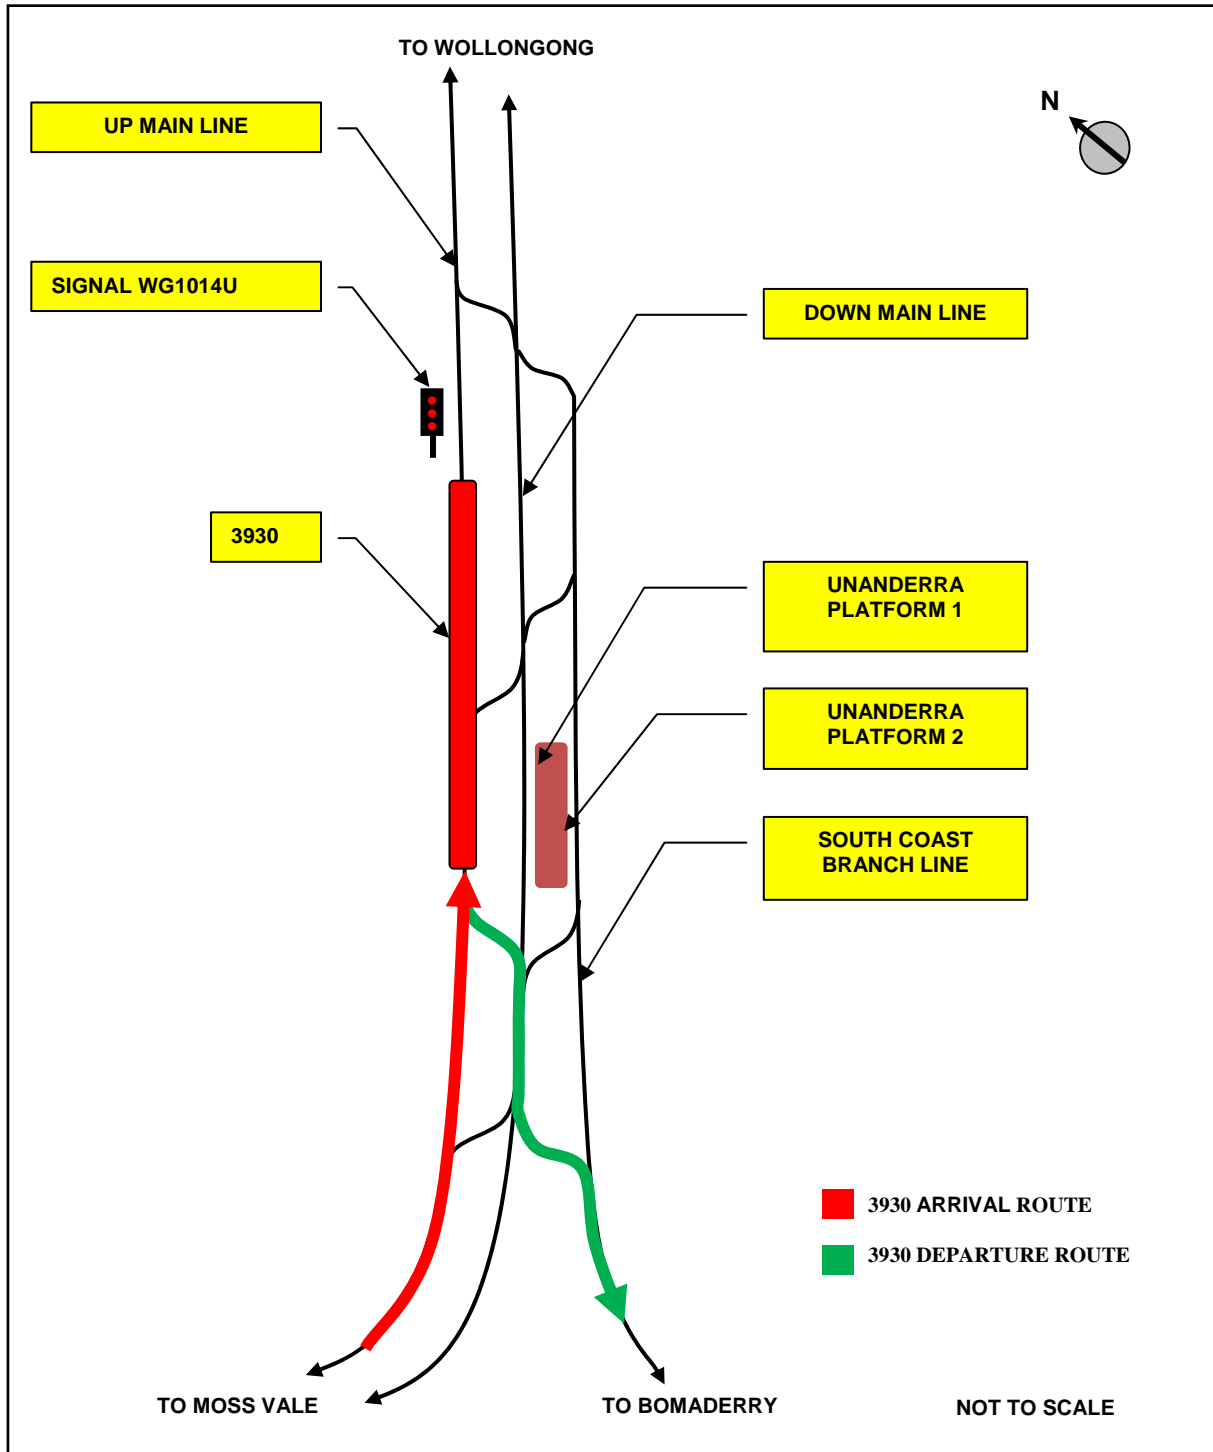 TO WOLLONGONG
N
UP MAIN LINE
SIGNAL WG1014U
DOWN MAIN LINE
3930
UNANDERRA
PLATFORM 1
UNANDERRA
PLATFORM 2
SOUTH COAST
BRANCH LINE
3930 ARRIVAL ROUTE
3930 DEPARTURE ROUTE
TO MOSS VALE
TO BOMADERRY
NOT TO SCALE